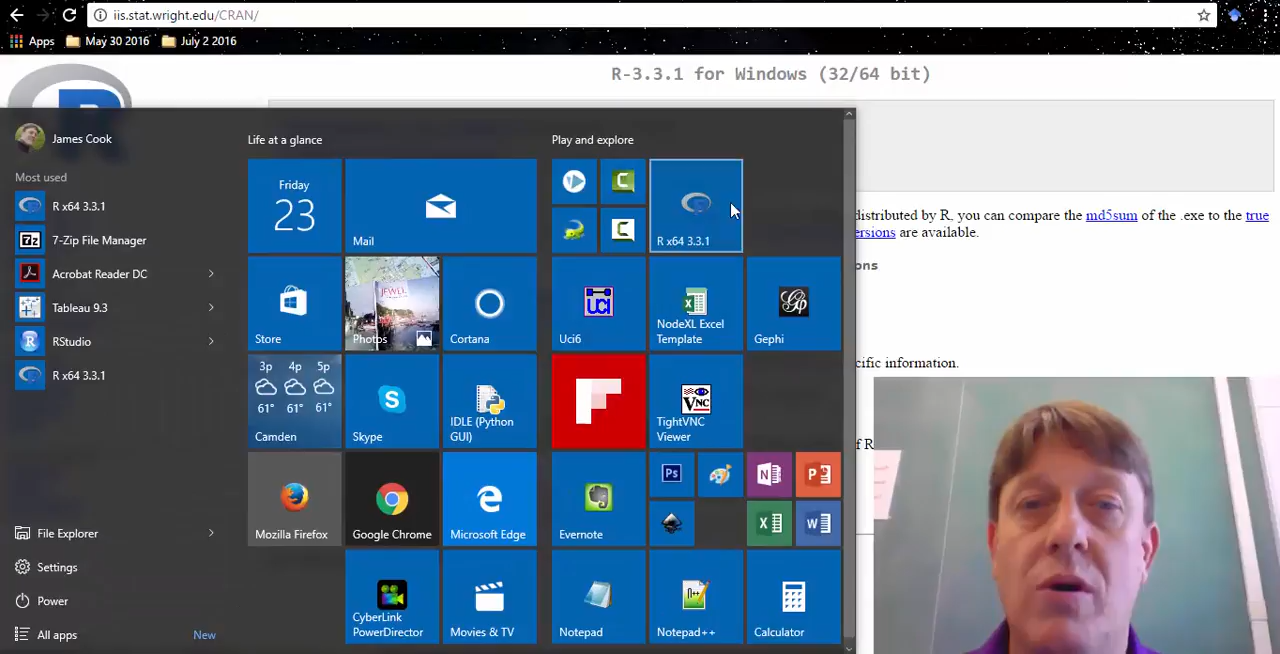 iis.stat.wright.edu/CRAN/
Apps
May 30 2016
July 2 2016
R-3.3.1 for Windows (32/64 bit)
James Cook
Life at a glance
Play and explore
Most used
R x64 3.3.1
7-Zip File Manager
Acrobat Reader DC
Tableau 9.3
RStudio
R x64 3.3.1
File Explorer
Settings
Power
All apps
New
Friday
23
Mail
R x64 3.3.1
Store
Photos
Cortana
Uci6
NodeXL Excel
Template
Gephi
3p 4p 5p
61° 61° 61°
Camden
Skype
IDLE (Python
GUI)
TightVNC
Viewer
Mozilla Firefox
Google Chrome
Microsoft Edge
Evernote
CyberLink
PowerDirector
Movies & TV
Notepad
Notepad++
Calculator
distributed by R, you can compare the md5sum of the .exe to the true
ersions are available.
ons
cific information.
of R